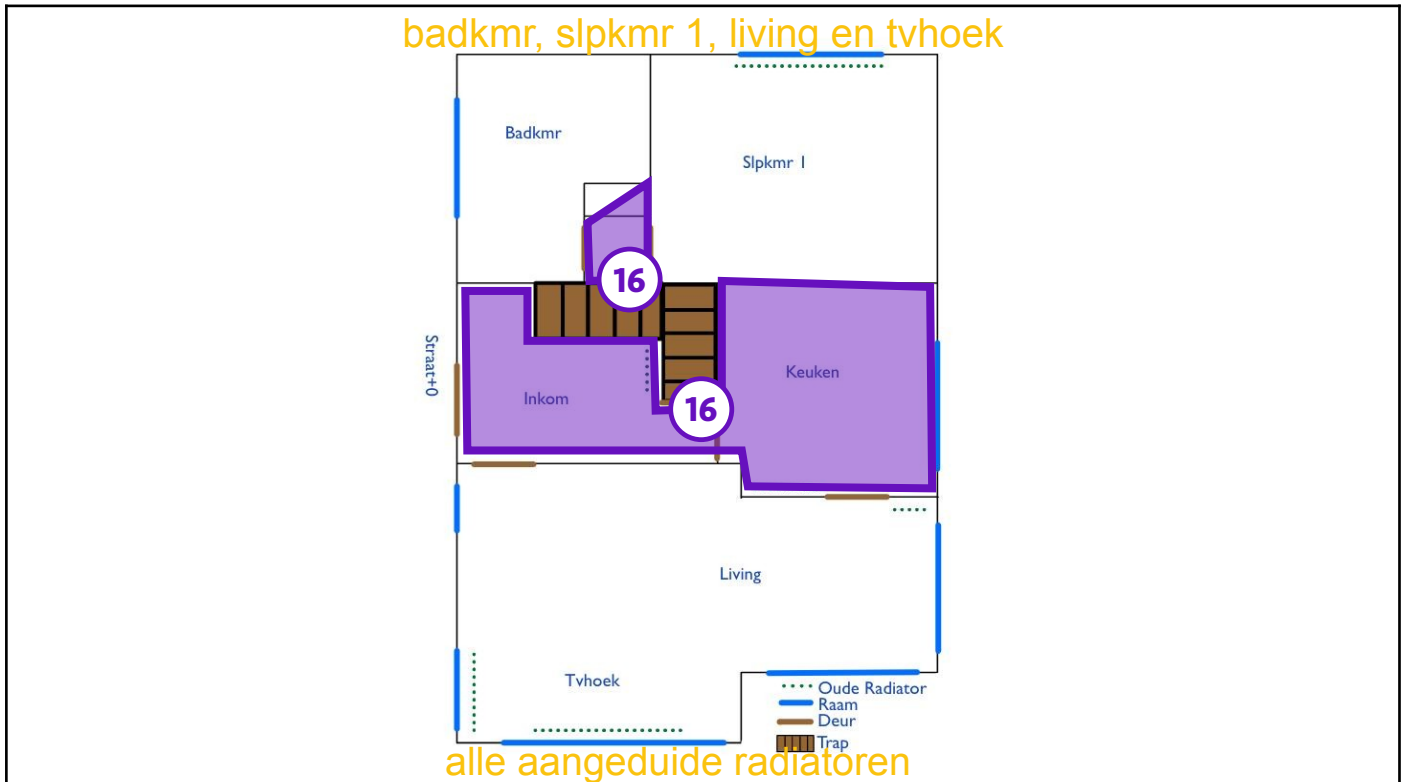 badkmr, slpkmr 1, living en tvhoek
Badkmr
Slpkmr 1
16
Straat+0
Keuken
Inkom
16
Living
Tvhoek
Oude Radiator
Raam
Deur
Trap
alle aangeduide radiatoren